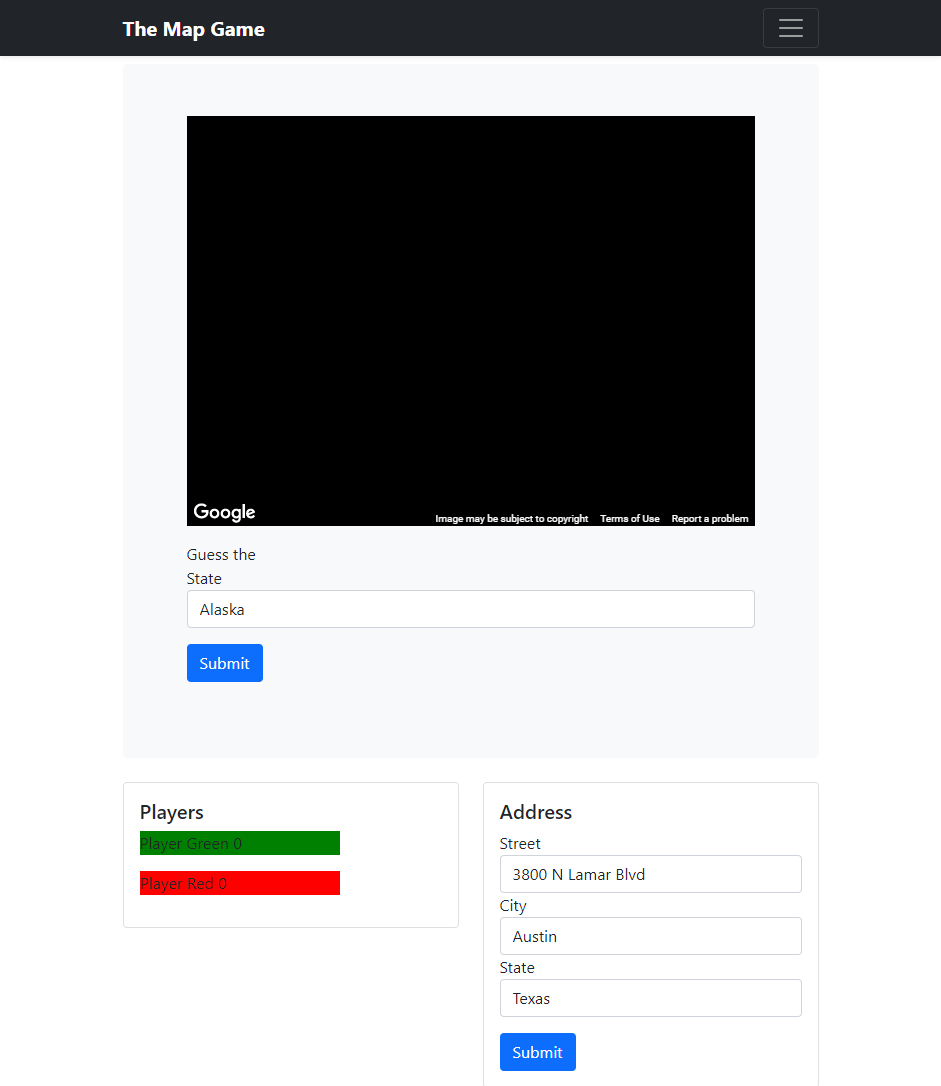 The Map Game
Google
Image may be subject to copyright Terms of Use Report a problem
Guess the
State
Alaska
Submit
Players
Player Green 0
Player Red 0
Address
Street
3800 N Lamar Blvd
City
Austin
State
Texas
Submit